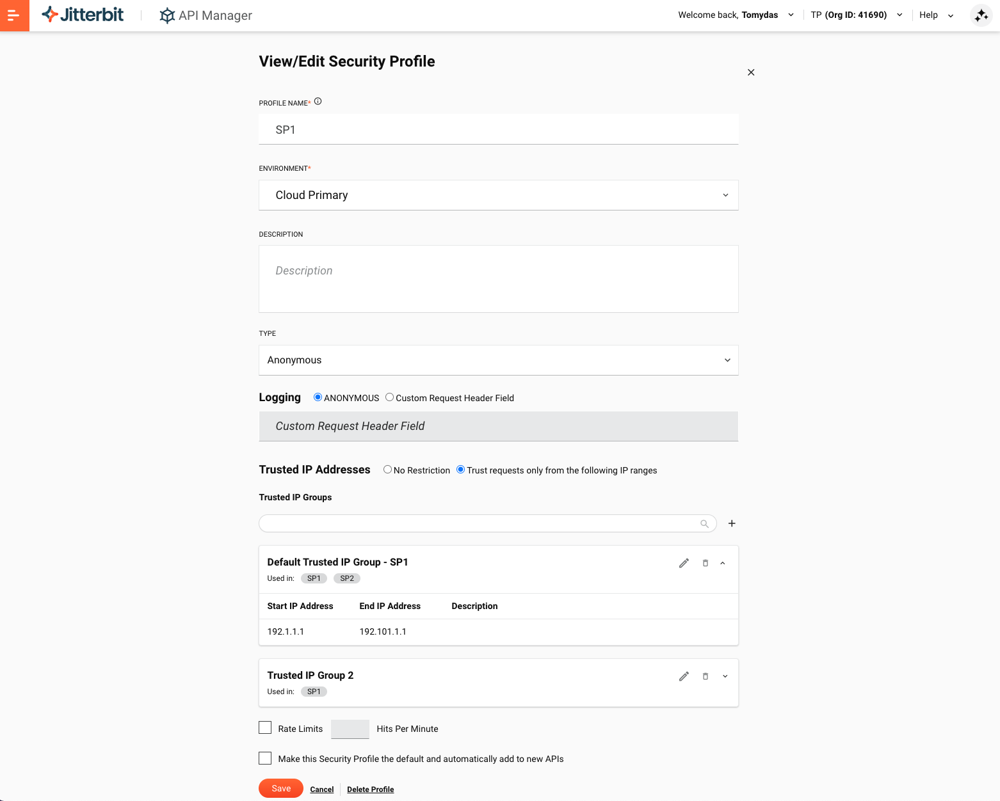 Jitterbit API Manager Welcome back, Tomydas TP (Org ID: 41690) Help
View/Edit Security Profile
PROFILE NAME*
SP1
ENVIRONMENT*
Cloud Primary
DESCRIPTION
Description
TYPE
Anonymous
Logging ANONYMOUS Custom Request Header Field
Custom Request Header Field
Trusted IP Addresses No Restriction Trust requests only from the following IP ranges
Trusted IP Groups
Default Trusted IP Group - SP1
Used in: SP1 SP2
Start IP Address End IP Address Description
192.1.1.1 192.101.1.1
Trusted IP Group 2
Used in: SP1
Rate Limits Hits Per Minute
Make this Security Profile the default and automatically add to new APIs
Save Cancel Delete Profile